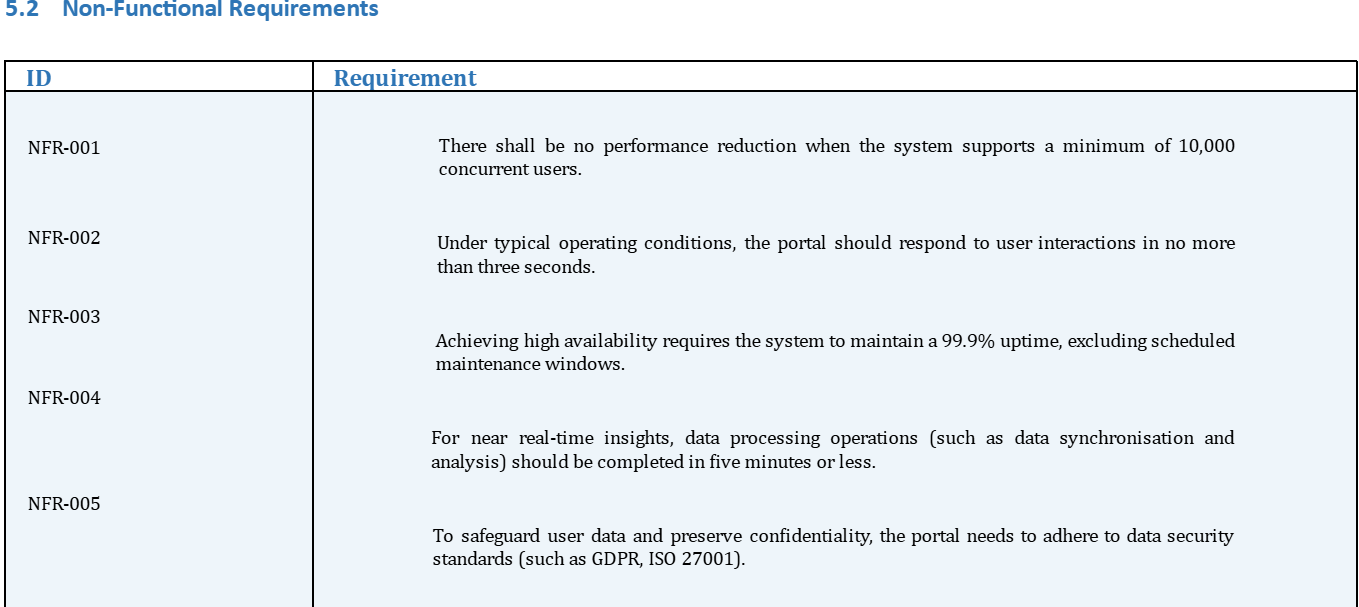 5.2 Non-Functional Requirements
ID Requirement
NFR-001 There shall be no performance reduction when the system supports a minimum of 10,000
concurrent users.
NFR-002 Under typical operating conditions, the portal should respond to user interactions in no more
than three seconds.
NFR-003 Achieving high availability requires the system to maintain a 99.9% uptime, excluding scheduled
maintenance windows.
NFR-004 For near real-time insights, data processing operations (such as data synchronisation and
analysis) should be completed in five minutes or less.
NFR-005 To safeguard user data and preserve confidentiality, the portal needs to adhere to data security
standards (such as GDPR, ISO 27001).